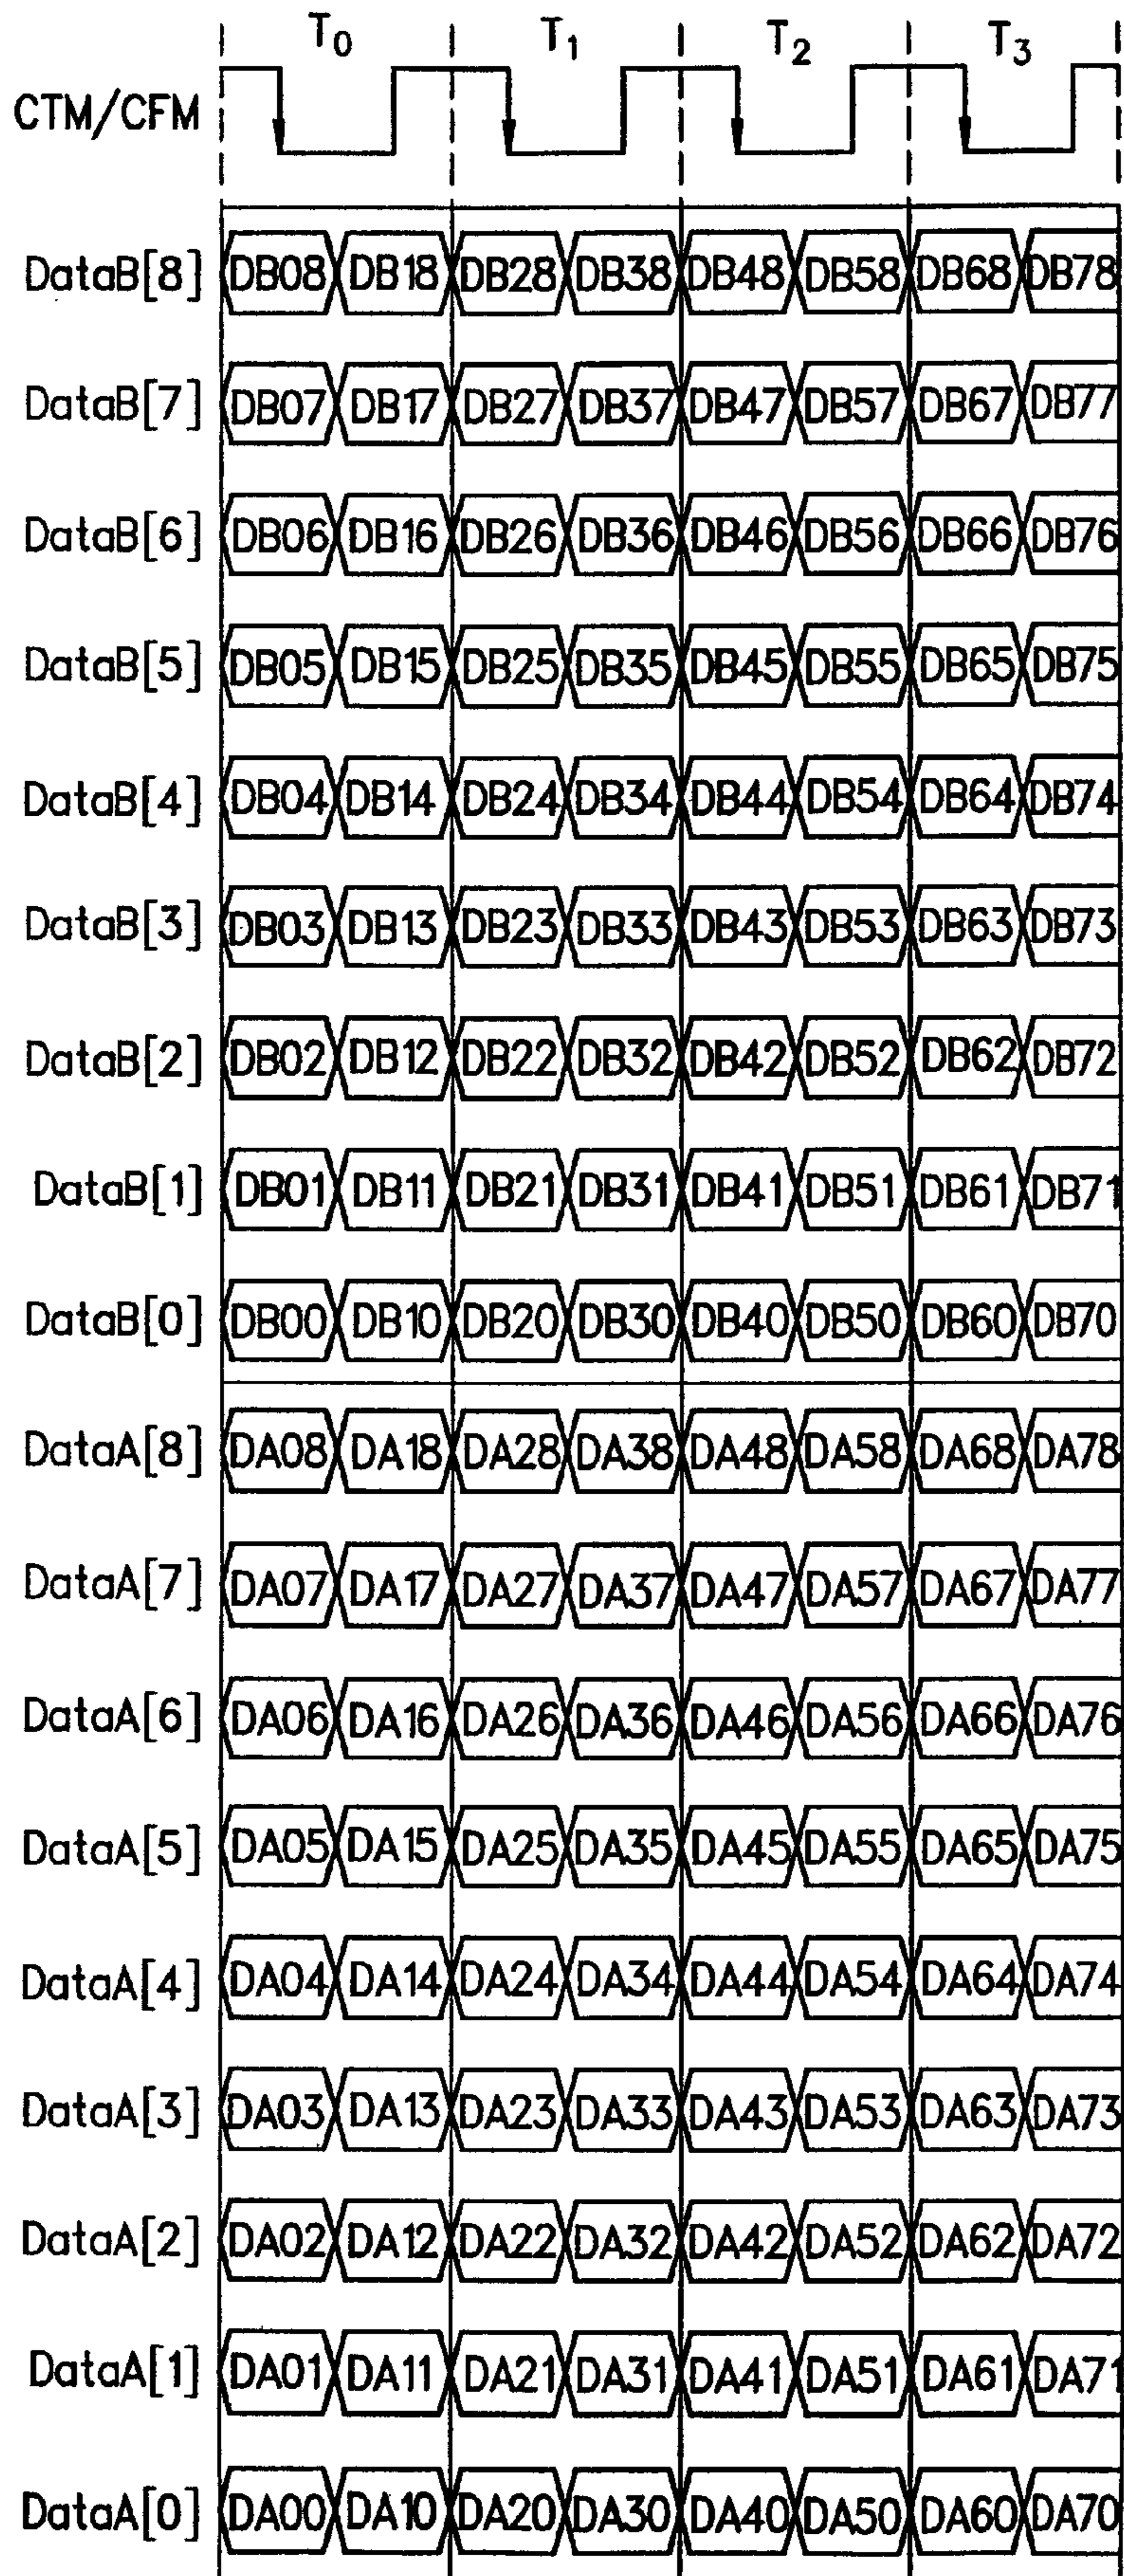 T0 T1 T2 T3
CTM/CFM
DataB[8] DB08 DB18 DB28 DB38 DB48 DB58 DB68 DB78
DataB[7] DB07 DB17 DB27 DB37 DB47 DB57 DB67 DB77
DataB[6] DB06 DB16 DB26 DB36 DB46 DB56 DB66 DB76
DataB[5] DB05 DB15 DB25 DB35 DB45 DB55 DB65 DB75
DataB[4] DB04 DB14 DB24 DB34 DB44 DB54 DB64 DB74
DataB[3] DB03 DB13 DB23 DB33 DB43 DB53 DB63 DB73
DataB[2] DB02 DB12 DB22 DB32 DB42 DB52 DB62 DB72
DataB[1] DB01 DB11 DB21 DB31 DB41 DB51 DB61 DB71
DataB[0] DB00 DB10 DB20 DB30 DB40 DB50 DB60 DB70
DataA[8] DA08 DA18 DA28 DA38 DA48 DA58 DA68 DA78
DataA[7] DA07 DA17 DA27 DA37 DA47 DA57 DA67 DA77
DataA[6] DA06 DA16 DA26 DA36 DA46 DA56 DA66 DA76
DataA[5] DA05 DA15 DA25 DA35 DA45 DA55 DA65 DA75
DataA[4] DA04 DA14 DA24 DA34 DA44 DA54 DA64 DA74
DataA[3] DA03 DA13 DA23 DA33 DA43 DA53 DA63 DA73
DataA[2] DA02 DA12 DA22 DA32 DA42 DA52 DA62 DA72
DataA[1] DA01 DA11 DA21 DA31 DA41 DA51 DA61 DA71
DataA[0] DA00 DA10 DA20 DA30 DA40 DA50 DA60 DA70